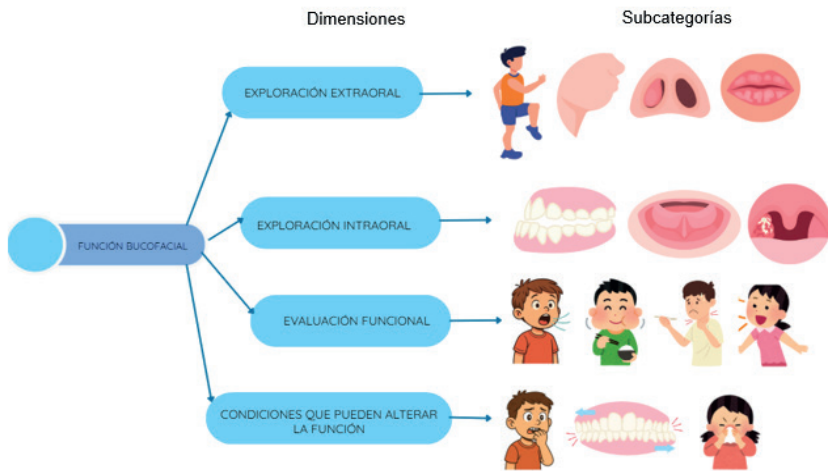 Dimensiones
Subcategorías
EXPLORACIÓN EXTRAORAL
EXPLORACIÓN INTRAORAL
FUNCIÓN BUCOFACIAL
EVALUACIÓN FUNCIONAL
CONDICIONES QUE PUEDEN ALTERAR
LA FUNCIÓN